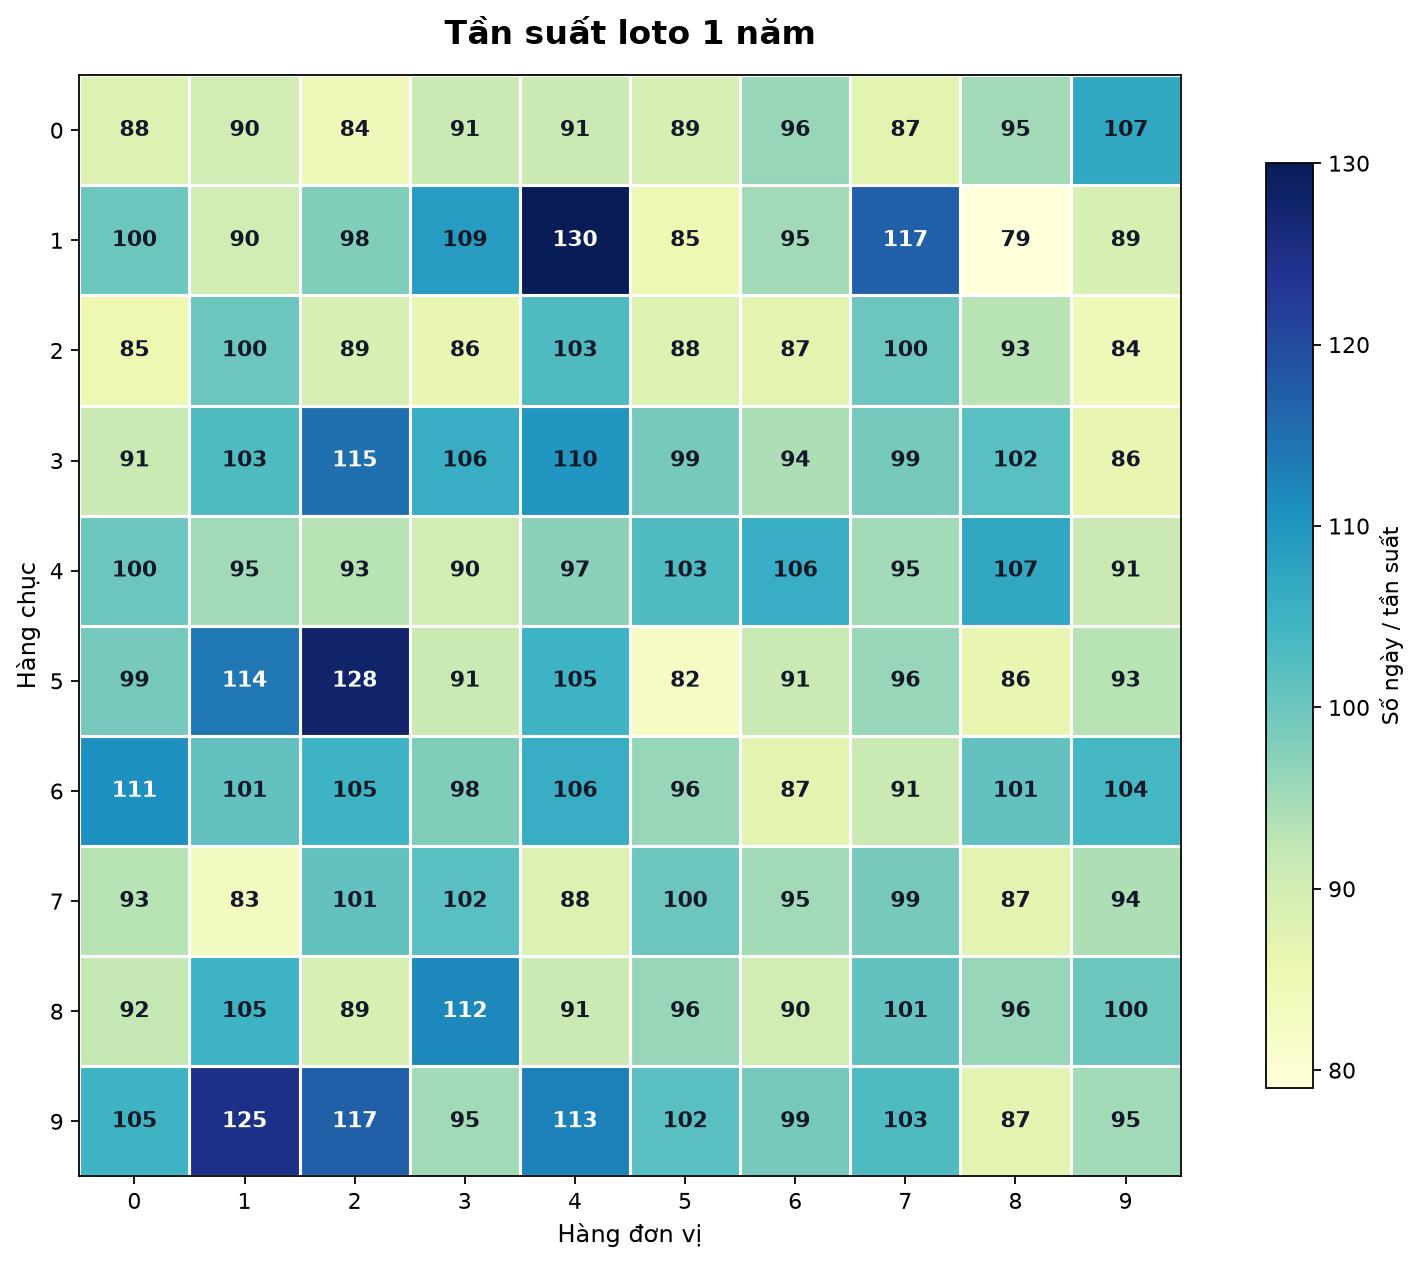 Tần suất loto 1 năm
0 88 90 84 91 91 89 96 87 95 107
1 100 90 98 109 130 85 95 117 79 89
2 85 100 89 86 103 88 87 100 93 84
3 91 103 115 106 110 99 94 99 102 86
4 100 95 93 90 97 103 106 95 107 91
5 99 114 128 91 105 82 91 96 86 93
6 111 101 105 98 106 96 87 91 101 104
7 93 83 101 102 88 100 95 99 87 94
8 92 105 89 112 91 96 90 101 96 100
9 105 125 117 95 113 102 99 103 87 95
0 1 2 3 4 5 6 7 8 9
Hàng đơn vị
Hàng chục
130
120
110
100
90
80
Số ngày / tần suất